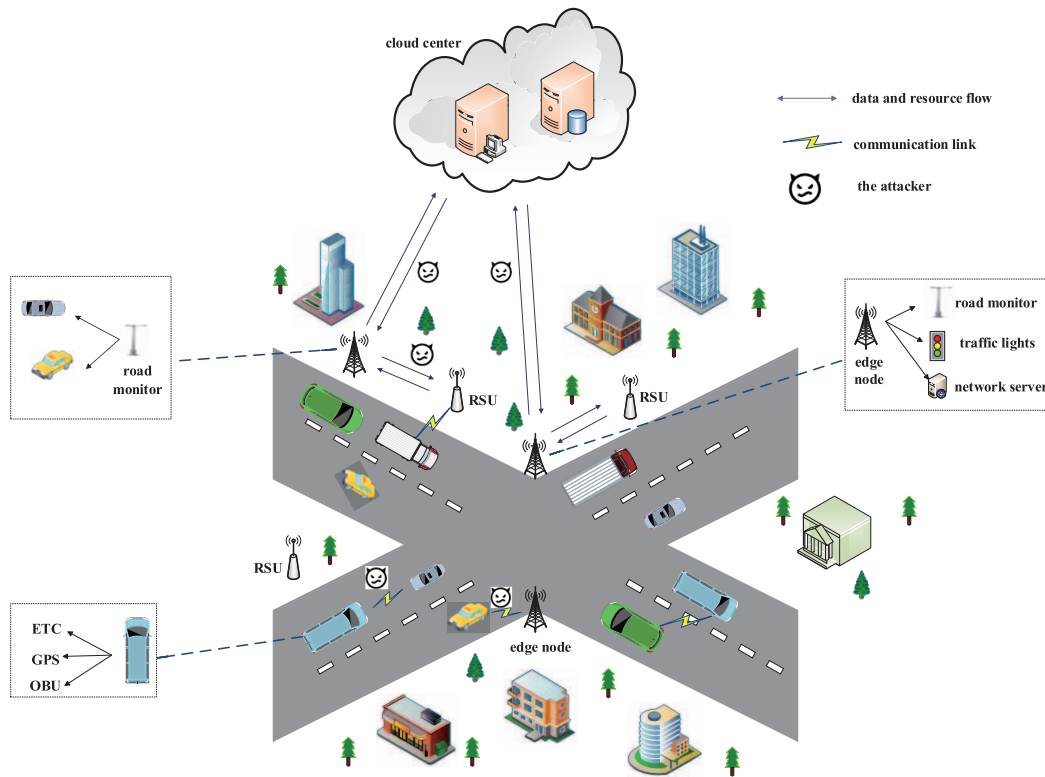 cloud center
data and resource flow
communication link
the attacker
road
monitor
RSU
RSU
edge
node
road monitor
traffic lights
network server
RSU
ETC
GPS
OBU
edge node